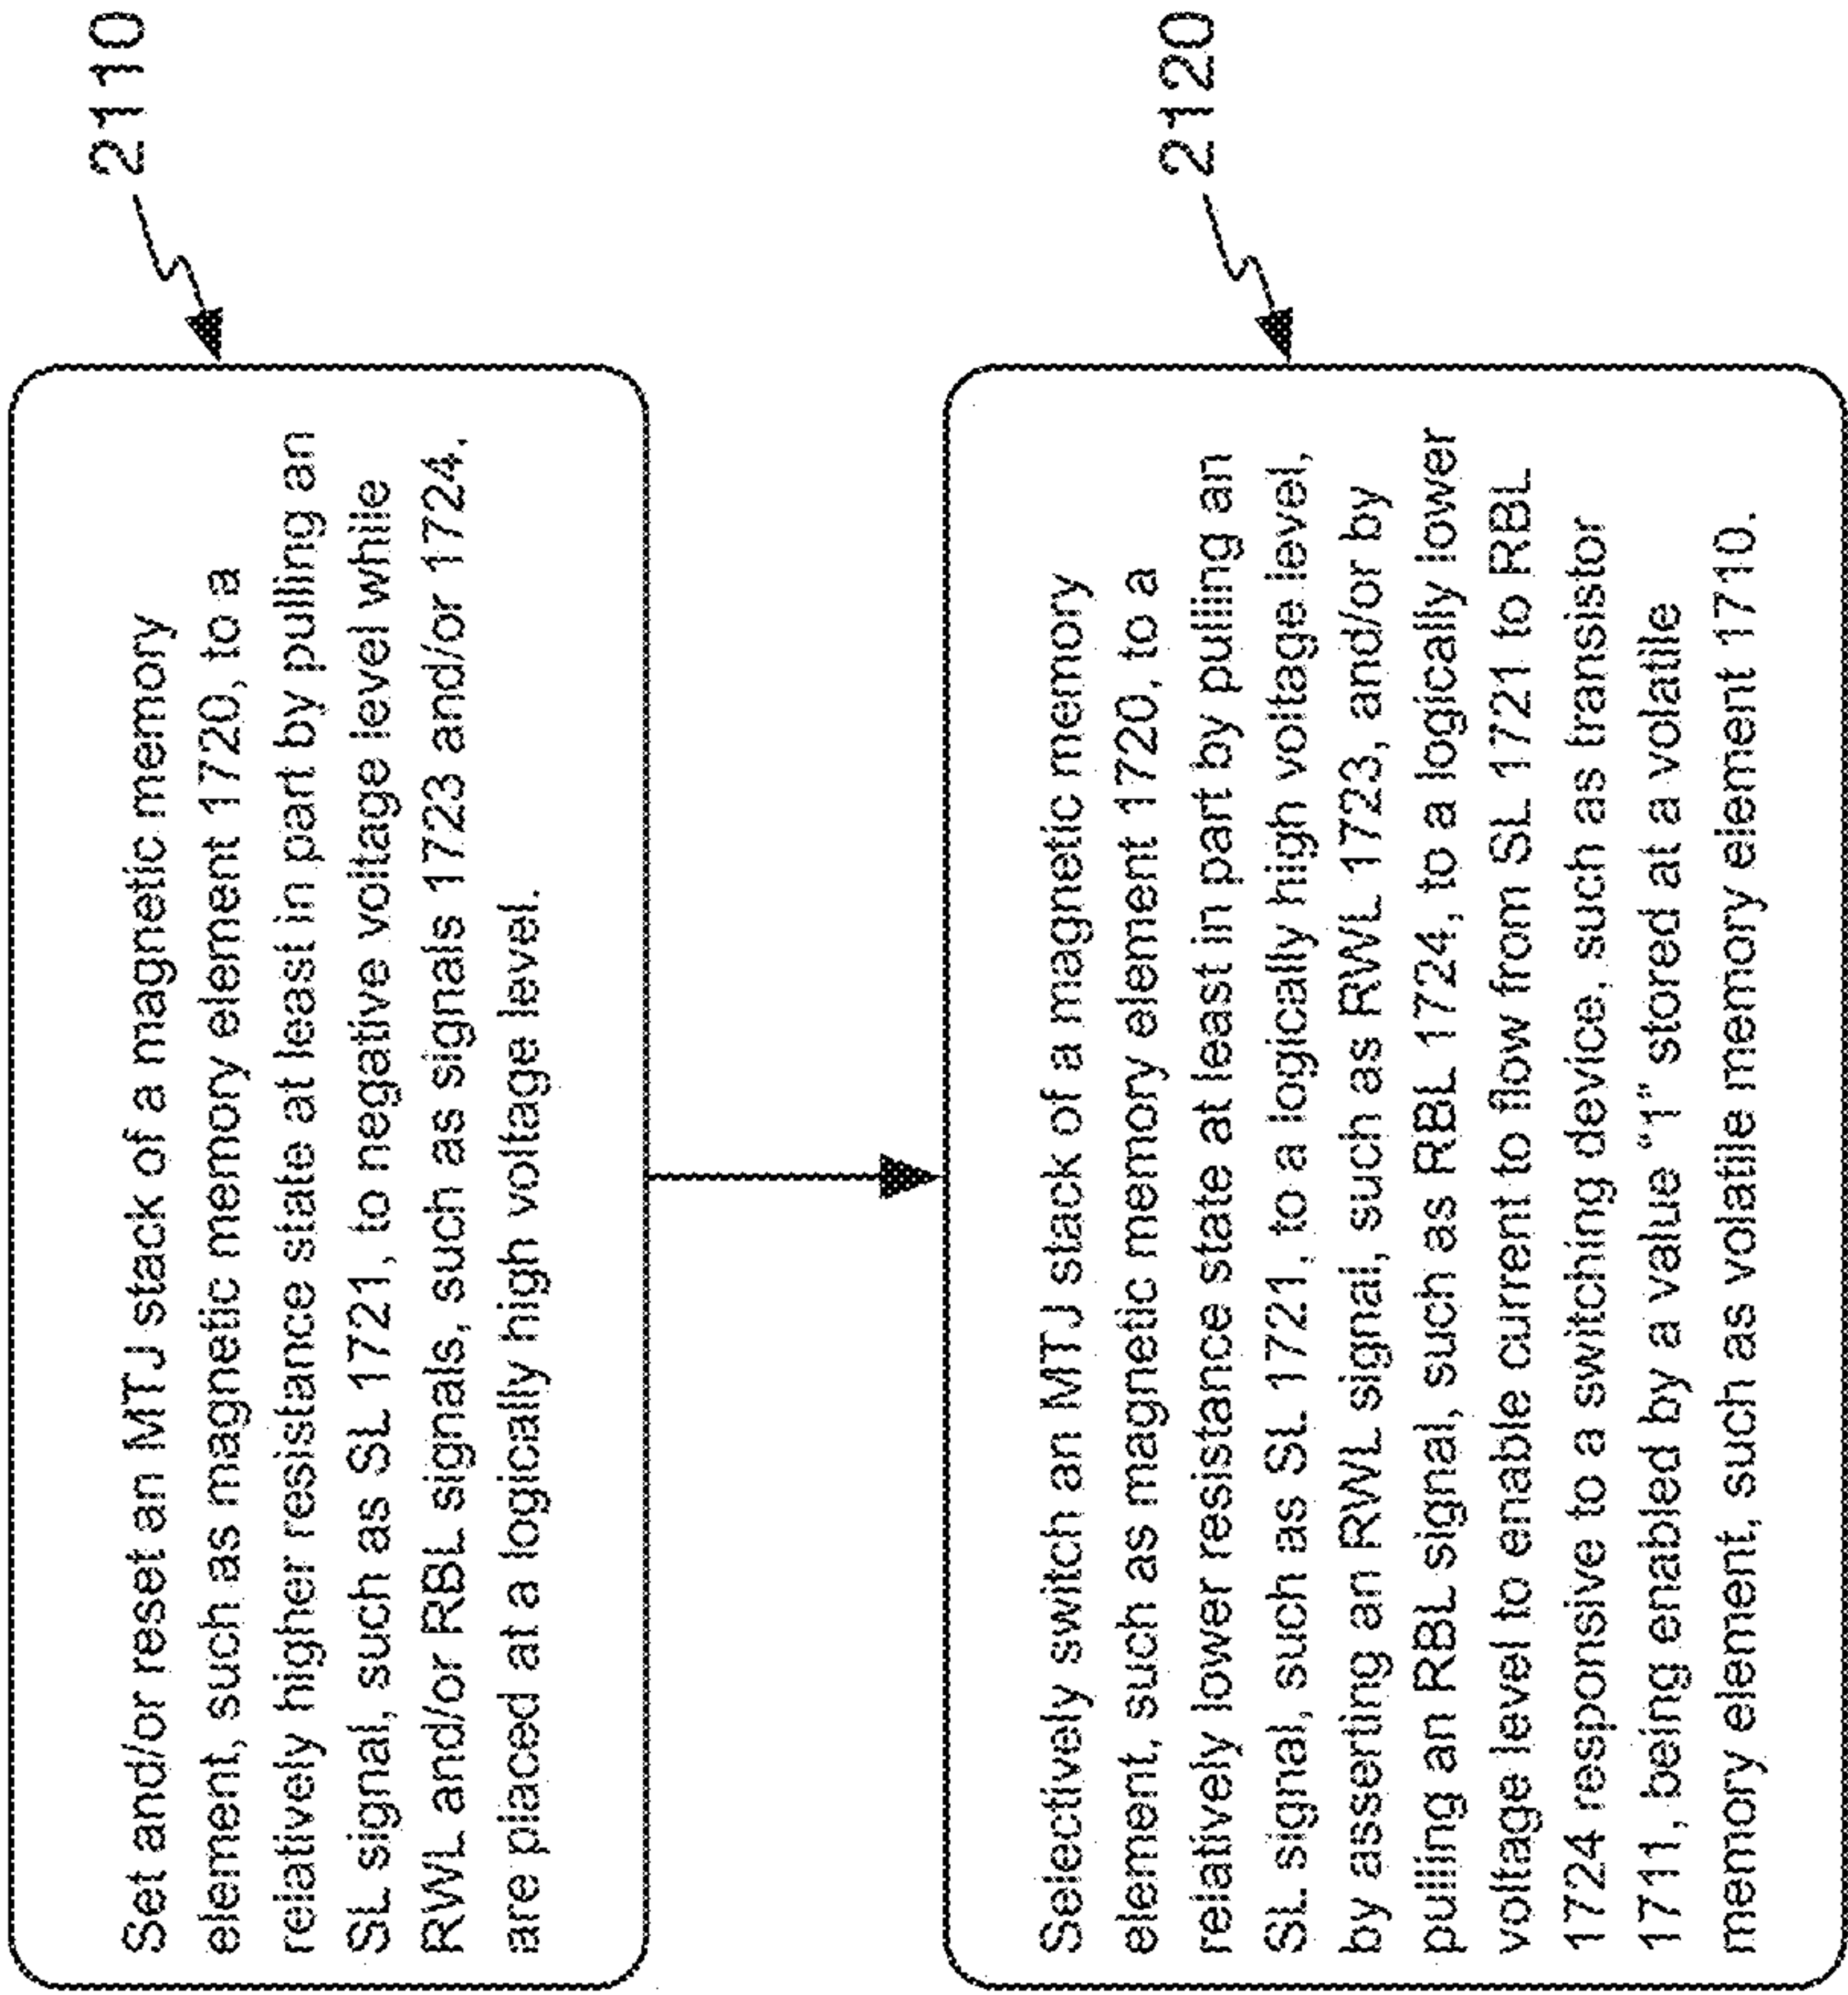 Set and/or reset an MTJ stack of a magnetic memory
element, such as magnetic memory element 1720, to a
relatively higher resistance state at least in part by pulling an
SL signal, such as SL 1721, to negative voltage level while
RWL and/or RBL signals, such as signals 1723 and/or 1724,
are placed at a logically high voltage level.
2110
Selectively switch an MTJ stack of a magnetic memory
element, such as magnetic memory element 1720, to a
relatively lower resistance state at least in part by pulling an
SL signal, such as SL 1721, to a logically high voltage level,
by asserting an RWL signal, such as RWL 1723, and/or by
pulling an RBL signal, such as RBL 1724, to a logically lower
voltage level to enable current to flow from SL 1721 to RBL
1724 responsive to a switching device, such as transistor
1711, being enabled by a value "1" stored at a volatile
memory element, such as volatile memory element 1710.
2120